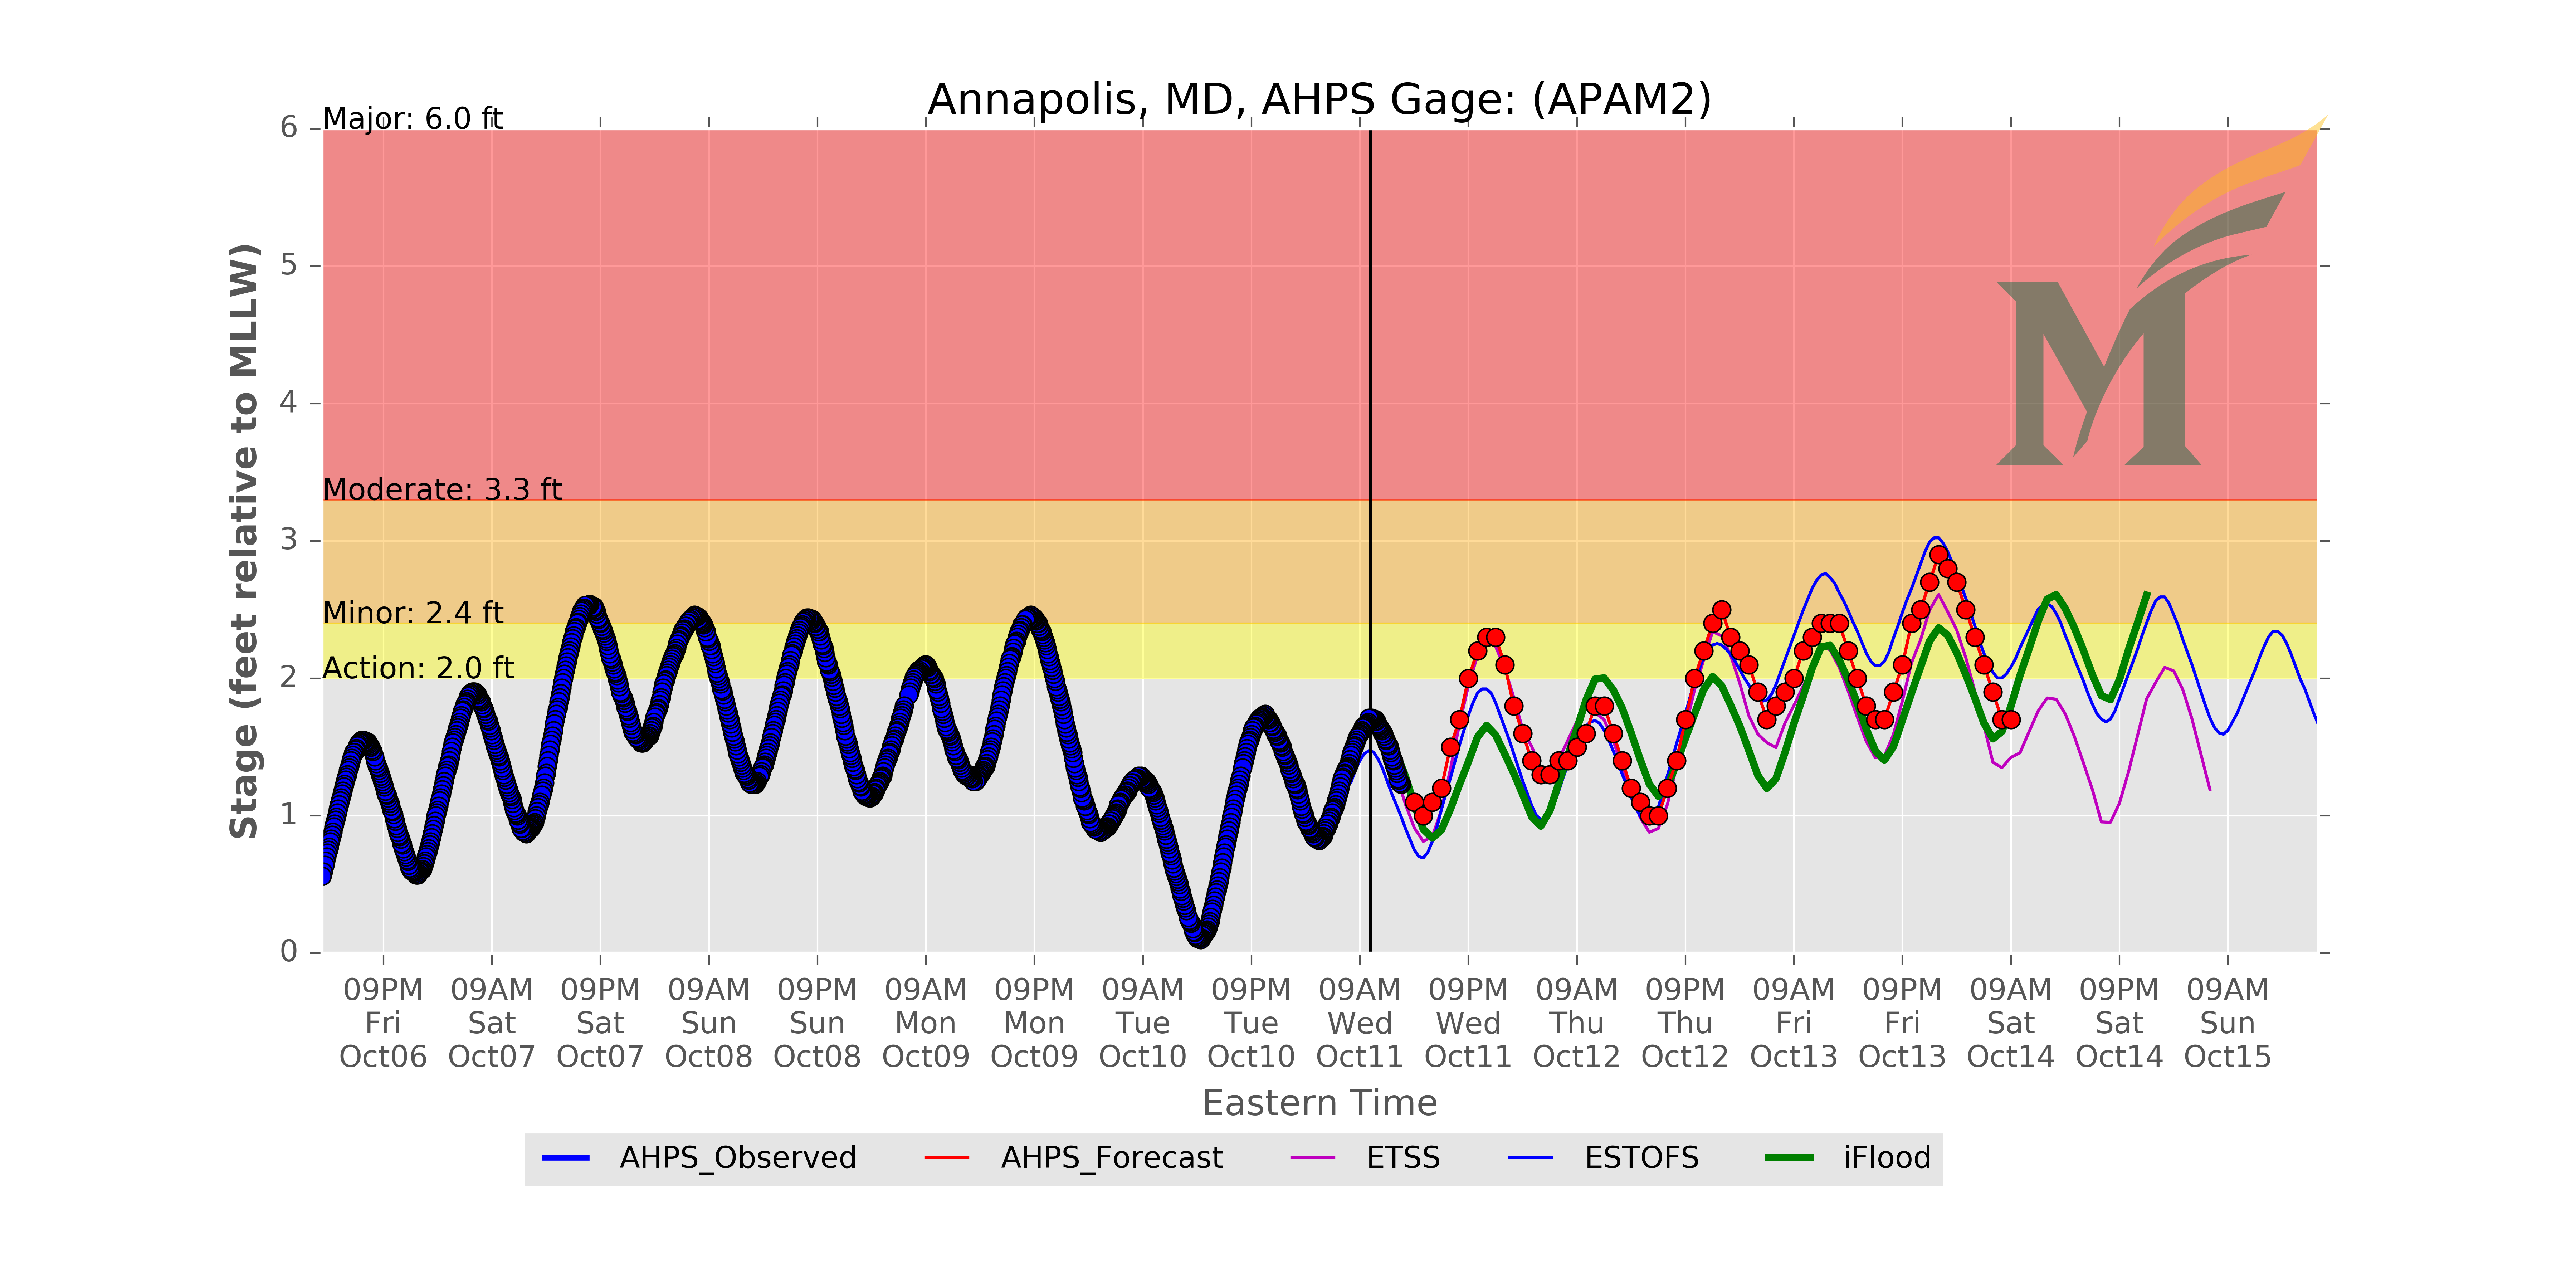 Annapolis, MD, AHPS Gage: (APAM2)
Major: 6.0 ft
Moderate: 3.3 ft
Minor: 2.4 ft
Action: 2.0 ft
Stage (feet relative to MLLW)
6
5
4
3
2
1
0
09PM 09AM 09PM 09AM 09PM 09AM 09PM 09AM 09PM 09AM 09PM 09AM 09PM 09AM 09PM 09AM 09PM 09AM
Fri Sat Sat Sun Sun Mon Mon Tue Tue Wed Wed Thu Thu Fri Fri Sat Sat Sun
Oct06 Oct07 Oct07 Oct08 Oct08 Oct09 Oct09 Oct10 Oct10 Oct11 Oct11 Oct12 Oct12 Oct13 Oct13 Oct14 Oct14 Oct15
Eastern Time
AHPS_Observed AHPS_Forecast ETSS ESTOFS iFlood
M